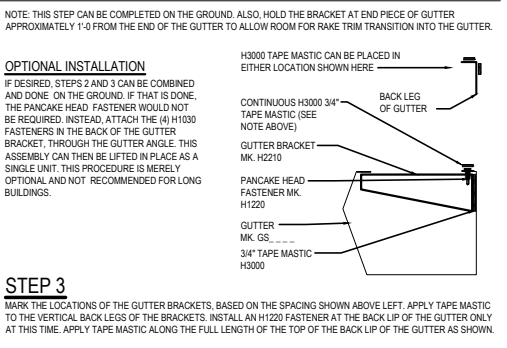 NOTE: THIS STEP CAN BE COMPLETED ON THE GROUND. ALSO, HOLD THE BRACKET AT END PIECE OF GUTTER
APPROXIMATELY 1'-0 FROM THE END OF THE GUTTER TO ALLOW ROOM FOR RAKE TRIM TRANSITION INTO THE GUTTER.
OPTIONAL INSTALLATION
IF DESIRED, STEPS 2 AND 3 CAN BE COMBINED
AND DONE ON THE GROUND. IF THAT IS DONE,
THE PANCAKE HEAD FASTENER WOULD NOT
BE REQUIRED. INSTEAD, ATTACH THE (4) H1030
FASTENERS IN THE BACK OF THE GUTTER
BRACKET, THROUGH THE GUTTER ANGLE. THIS
ASSEMBLY CAN THEN BE LIFTED IN PLACE AS A
SINGLE UNIT. THIS PROCEDURE IS MERELY
OPTIONAL AND NOT RECOMMENDED FOR LONG
BUILDINGS.
H3000 TAPE MASTIC CAN BE PLACED IN
EITHER LOCATION SHOWN HERE
BACK LEG
OF GUTTER
CONTINUOUS H3000 3/4"
TAPE MASTIC (SEE
NOTE ABOVE)
GUTTER BRACKET
MK. H2210
PANCAKE HEAD
FASTENER MK.
H1220
GUTTER
MK. GS_ _ _ _
3/4" TAPE MASTIC
H3000
STEP 3
MARK THE LOCATIONS OF THE GUTTER BRACKETS, BASED ON THE SPACING SHOWN ABOVE LEFT. APPLY TAPE MASTIC
TO THE VERTICAL BACK LEGS OF THE BRACKETS. INSTALL AN H1220 FASTENER AT THE BACK LIP OF THE GUTTER ONLY
AT THIS TIME. APPLY TAPE MASTIC ALONG THE FULL LENGTH OF THE TOP OF THE BACK LIP OF THE GUTTER AS SHOWN.